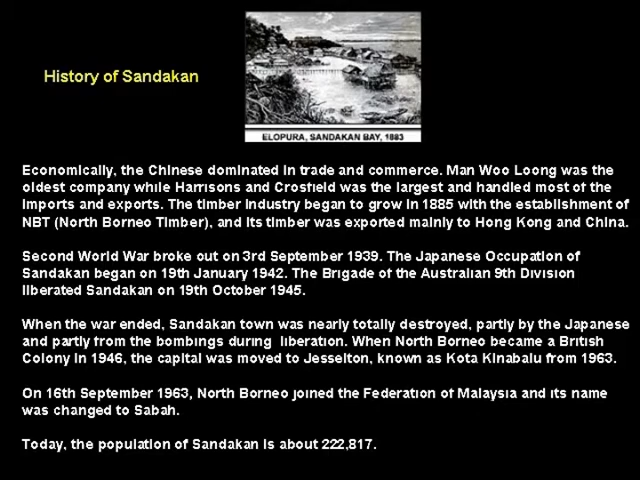 History of Sandakan
ELOPURA, SANDAKAN BAY, 1883
Economically, the Chinese dominated in trade and commerce. Man Woo Loong was the
oldest company while Harrisons and Crosfield was the largest and handled most of the
imports and exports. The timber industry began to grow in 1885 with the establishment of
NBT (North Borneo Timber), and its timber was exported mainly to Hong Kong and China.
Second World War broke out on 3rd September 1939. The Japanese Occupation of
Sandakan began on 19th January 1942. The Brigade of the Australian 9th Division
liberated Sandakan on 19th October 1945.
When the war ended, Sandakan town was nearly totally destroyed, partly by the Japanese
and partly from the bombings during liberation. When North Borneo became a British
Colony in 1946, the capital was moved to Jesselton, known as Kota Kinabalu from 1963.
On 16th September 1963, North Borneo joined the Federation of Malaysia and its name
was changed to Sabah.
Today, the population of Sandakan is about 222,817.